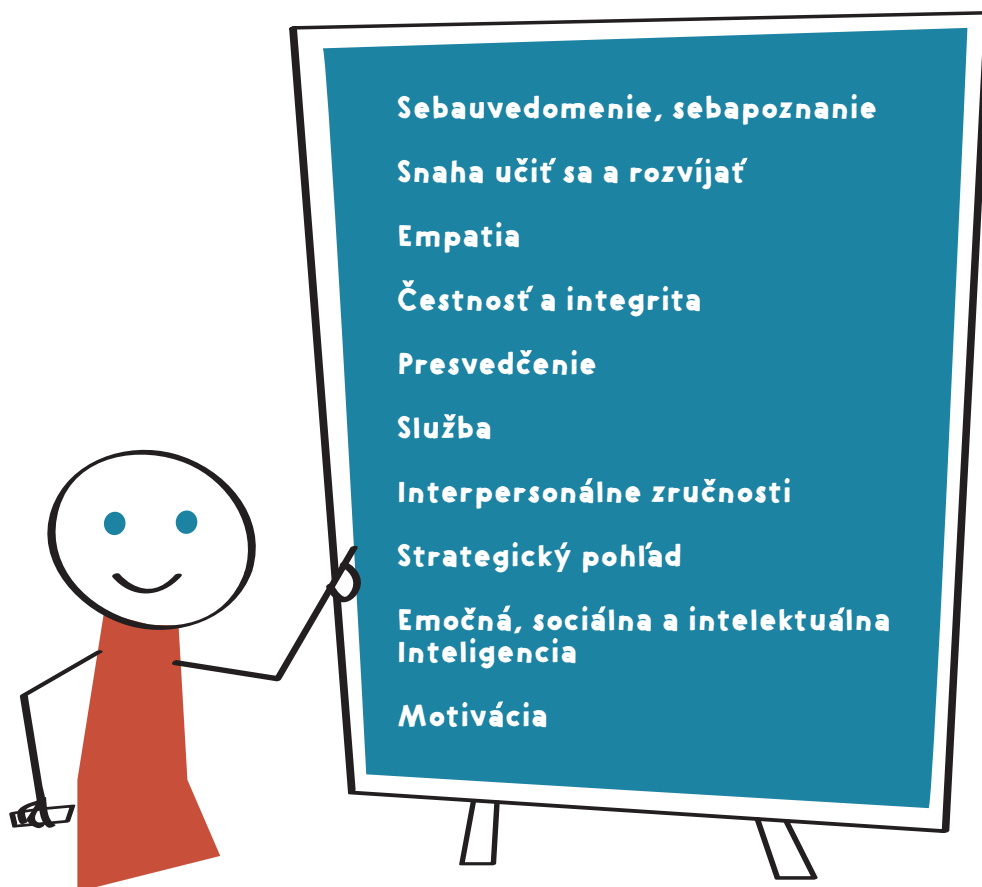 Sebauvedomenie, sebapoznanie
Snaha učiť sa a rozvíjať
Empatia
Čestnosť a integrita
Presvedčenie
Služba
Interpersonálne zručnosti
Strategický pohľad
Emočná, sociálna a intelektuálna
Inteligencia
Motivácia